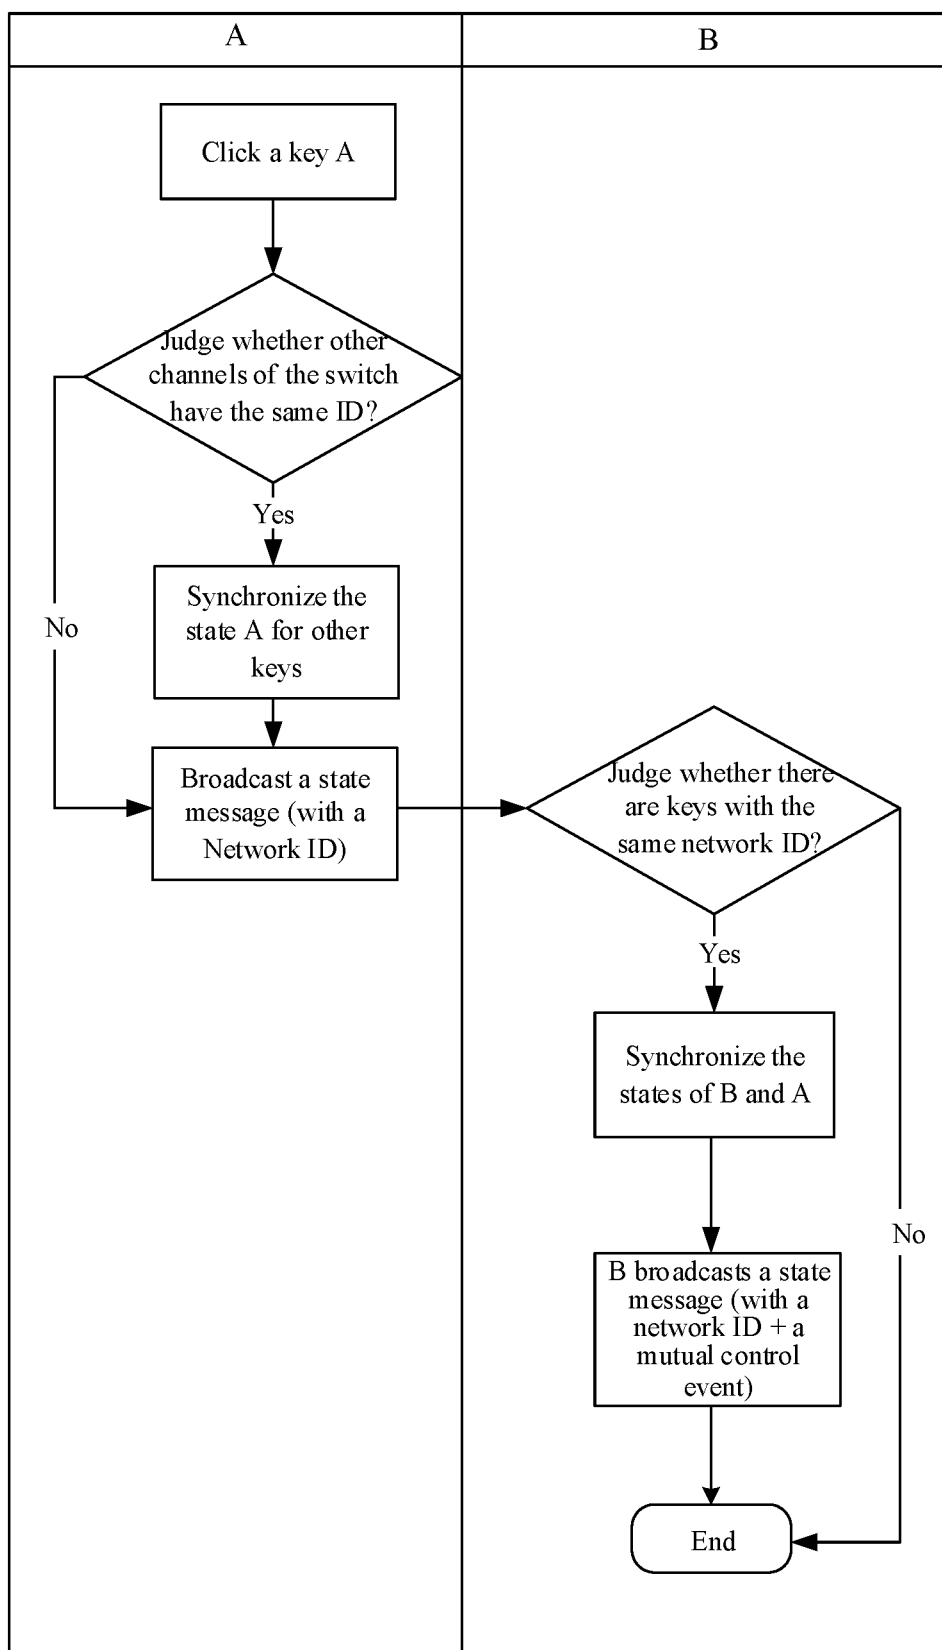 A
B
Click a key A
Judge whether other
channels of the switch
have the same ID?
Yes
Synchronize the
state A for other
keys
No
Broadcast a state
message (with a
Network ID)
Judge whether there
are keys with the
same network ID?
Yes
Synchronize the
states of B and A
No
B broadcasts a state
message (with a
network ID + a
mutual control
event)
End